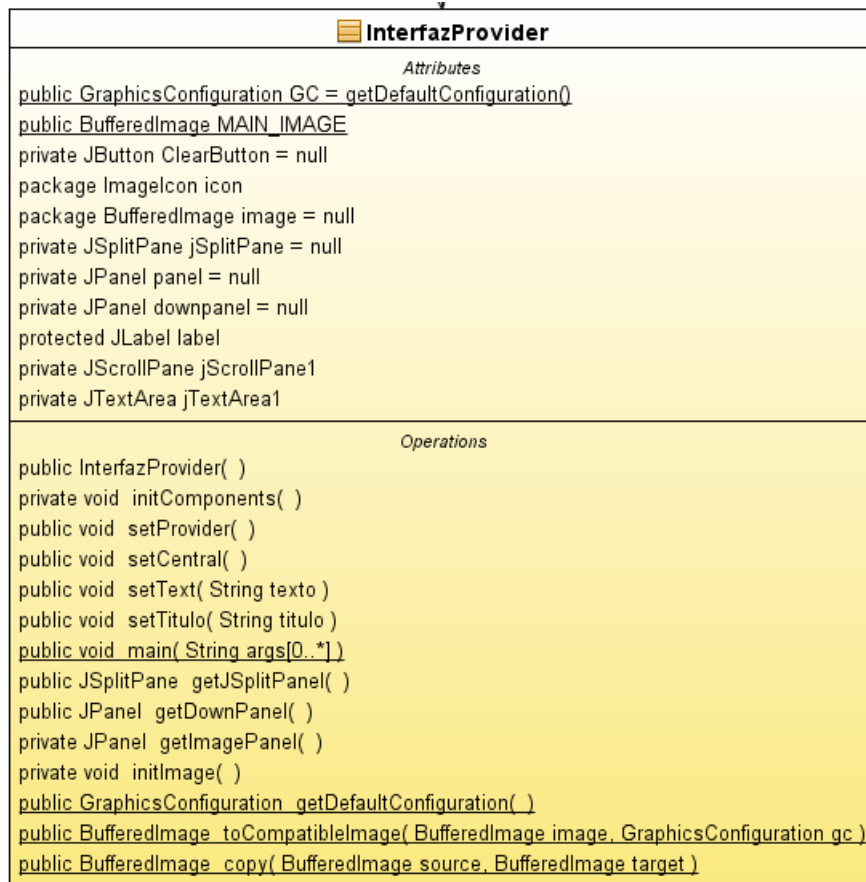 InterfazProvider
Attributes
public GraphicsConfiguration GC = getDefaultConfiguration()
public BufferedImage MAIN_IMAGE
private JButton ClearButton = null
package ImageIcon icon
package BufferedImage image = null
private JSplitPane jSplitPane = null
private JPanel panel = null
private JPanel downpanel = null
protected JLabel label
private JScrollPane jScrollPane1
private JTextArea jTextArea1
Operations
public InterfazProvider( )
private void initComponents( )
public void setProvider( )
public void setCentral( )
public void setText( String texto )
public void setTitulo( String titulo )
public void main( String args[0..*] )
public JSplitPane getJSplitPanel( )
public JPanel getDownPanel( )
private JPanel getImagePanel( )
private void initImage( )
public GraphicsConfiguration getDefaultConfiguration( )
public BufferedImage toCompatibleImage( BufferedImage image, GraphicsConfiguration gc )
public BufferedImage copy( BufferedImage source, BufferedImage target )